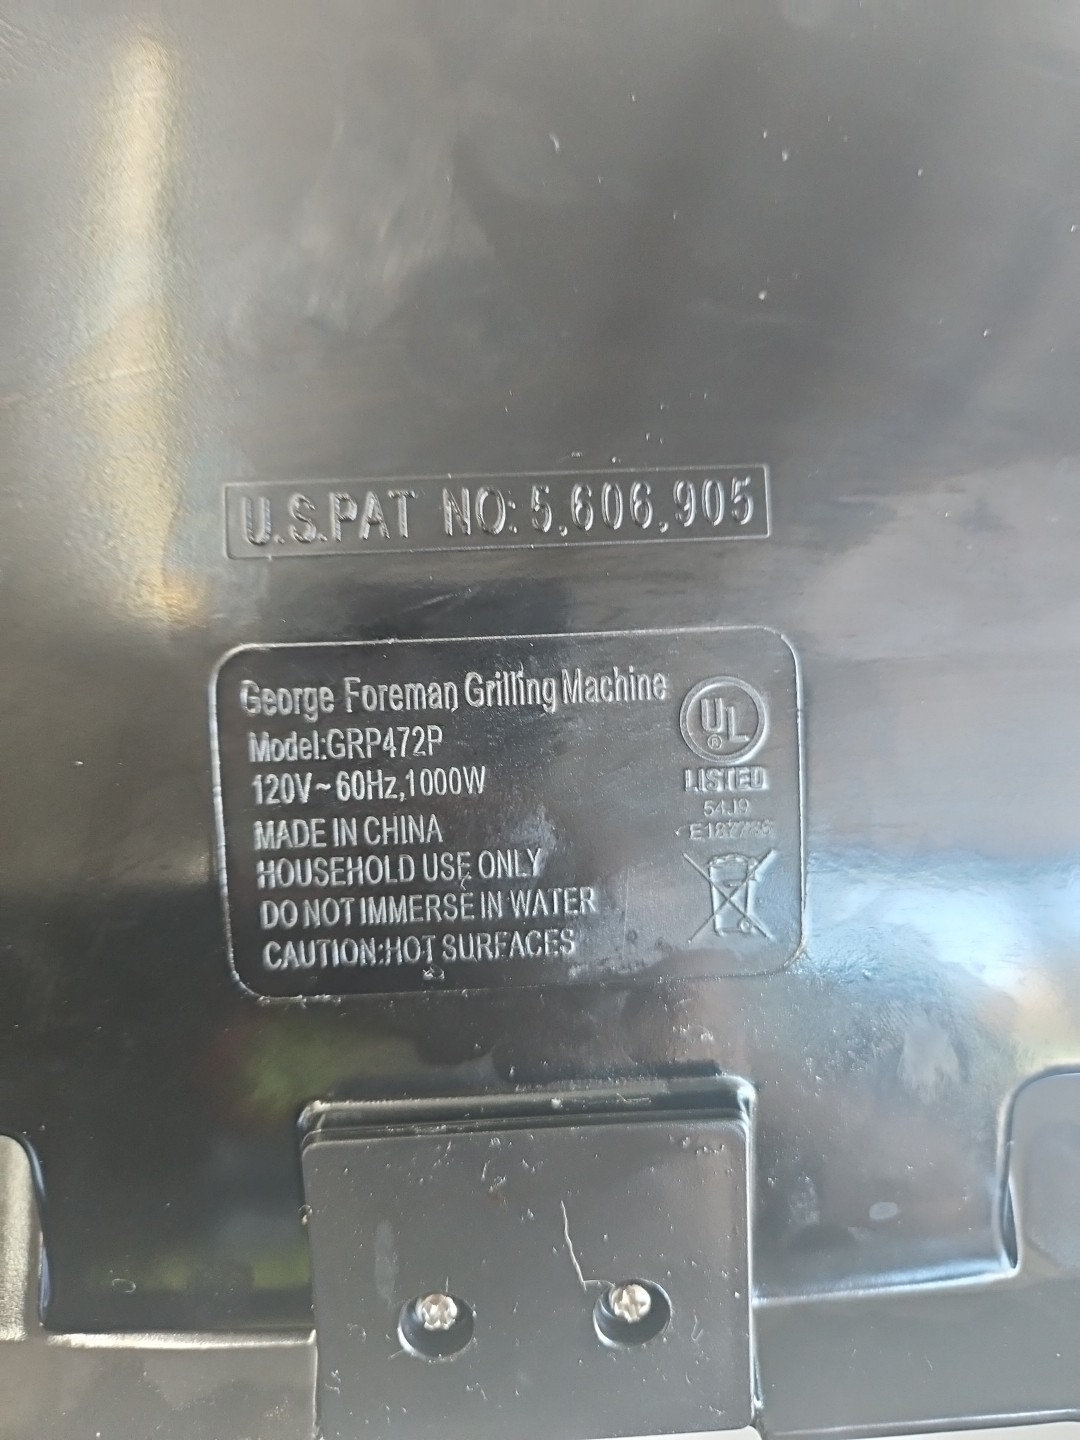 U.S.PAT NO: 5,606,905
George Foreman Grilling Machine
Model:GRP472P
120V~60Hz,1000W
MADE IN CHINA
HOUSEHOLD USE ONLY
DO NOT IMMERSE IN WATER
CAUTION:HOT SURFACES
UL
®
LISTED
54J9